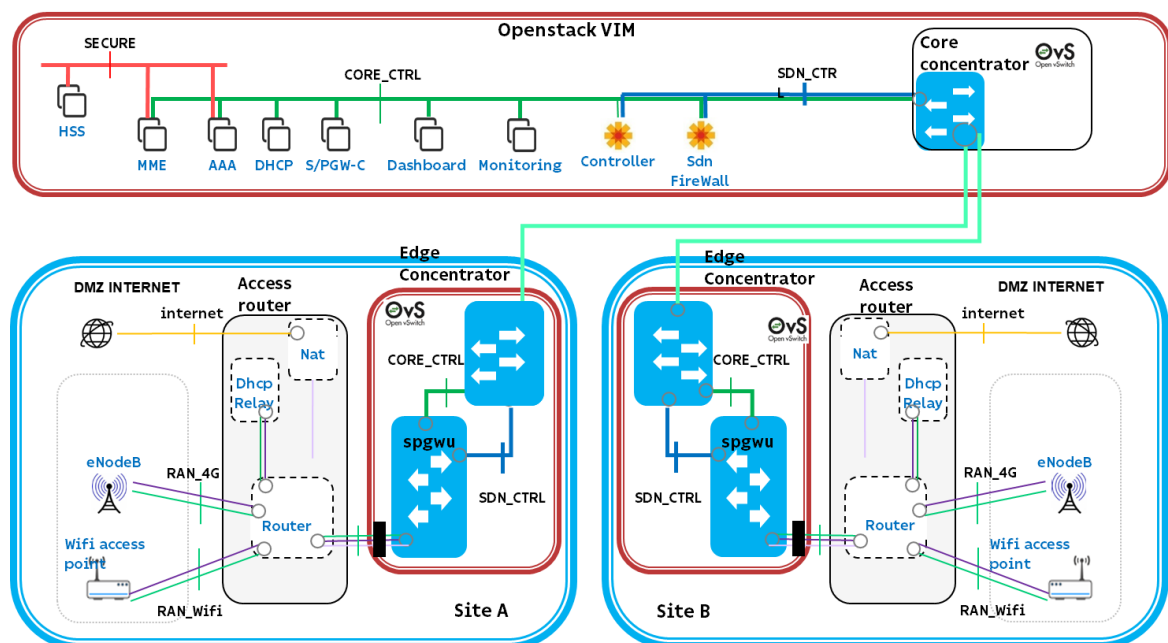 Openstack VIM
SECURE
CORE_CTRL
SDN_CTR
L
Core
concentrator
OvS
Open vSwitch
HSS
MME
AAA
DHCP
S/PGW-C
Dashboard
Monitoring
Controller
Sdn
FireWall
Edge
Concentrator
DMZ INTERNET
Access
router
internet
Nat
Dhcp
Relay
OvS
Open vSwitch
CORE_CTRL
spgwu
SDN_CTRL
eNodeB
RAN_4G
Router
Wifi access
point
RAN_Wifi
Site A
Edge
Concentrator
OvS
Open vSwitch
CORE_CTRL
spgwu
SDN_CTRL
Access
router
DMZ INTERNET
internet
Nat
Dhcp
Relay
RAN_4G
eNodeB
Router
Wifi access
point
RAN_Wifi
Site B